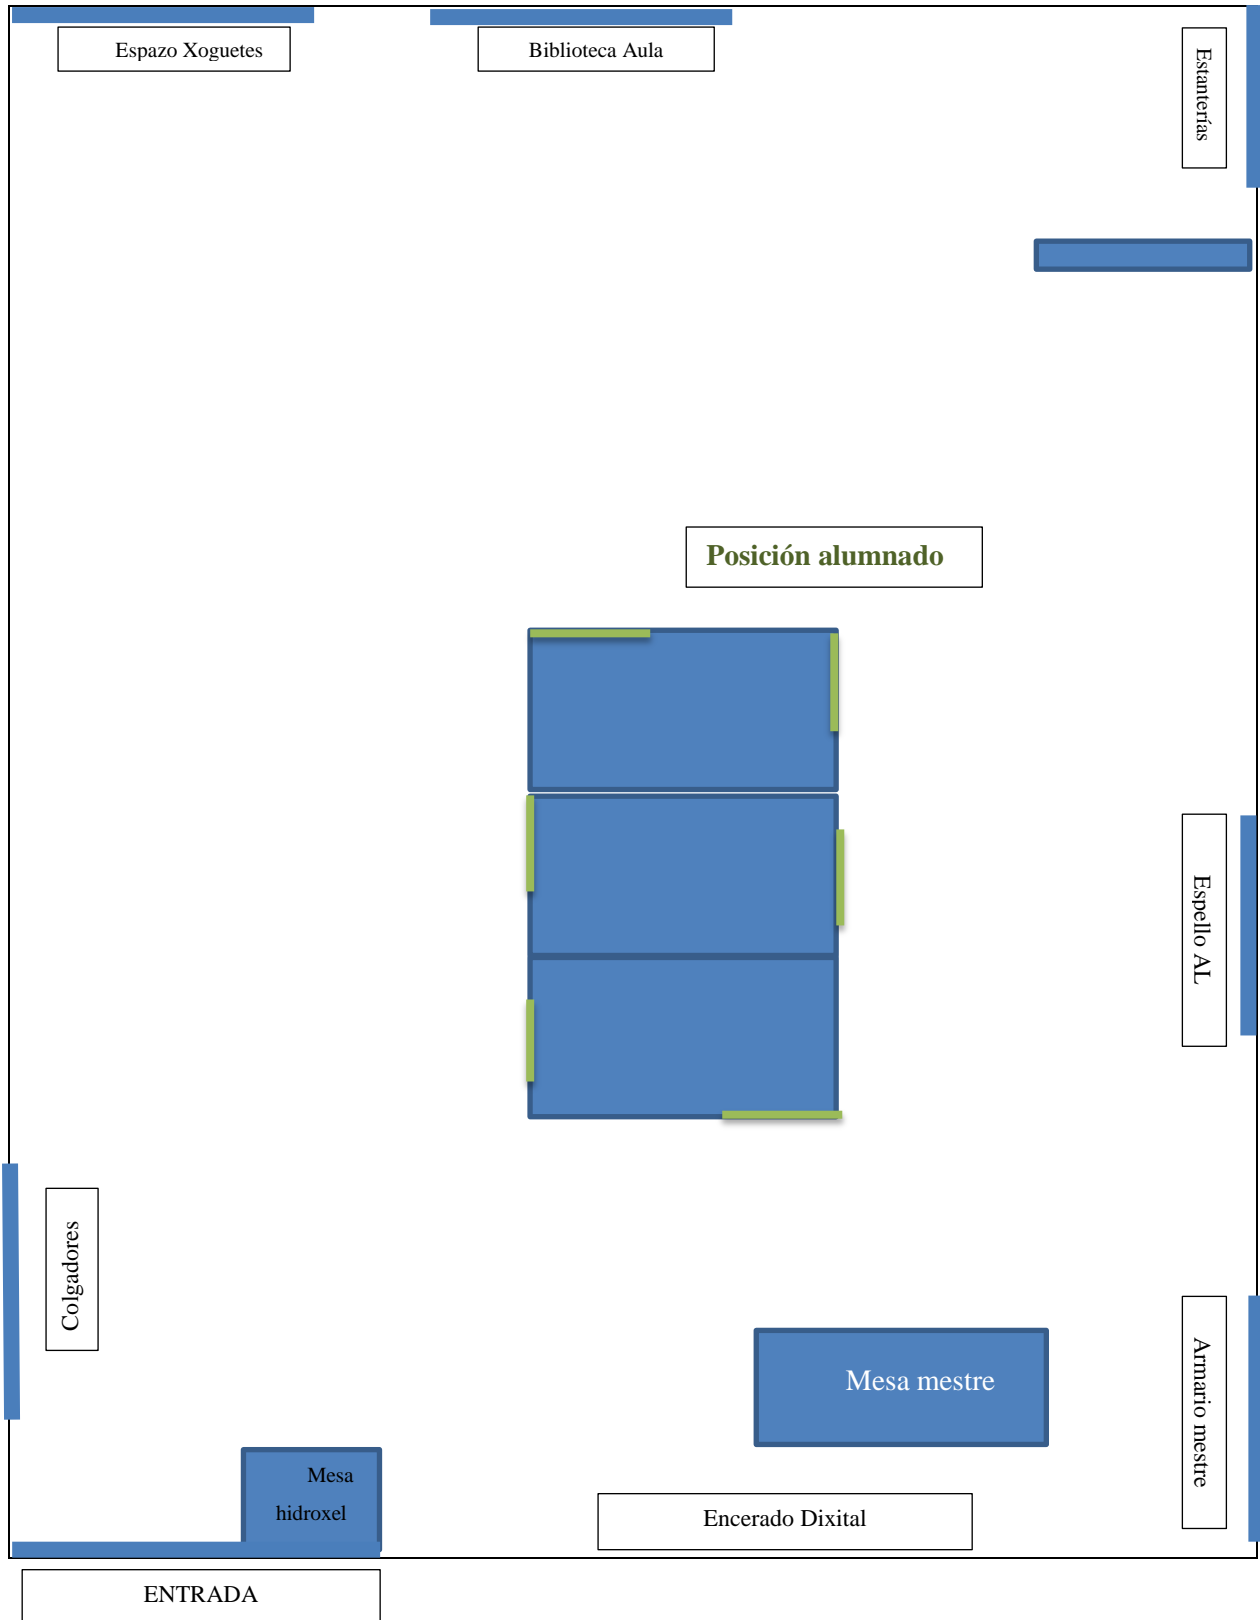 Espazo Xoguetes
Biblioteca Aula
Estanterías
Posición alumnado
Espello AL
Colgadores
Mesa mestre
Armario mestre
Mesa
hidroxel
Encerado Dixital
ENTRADA